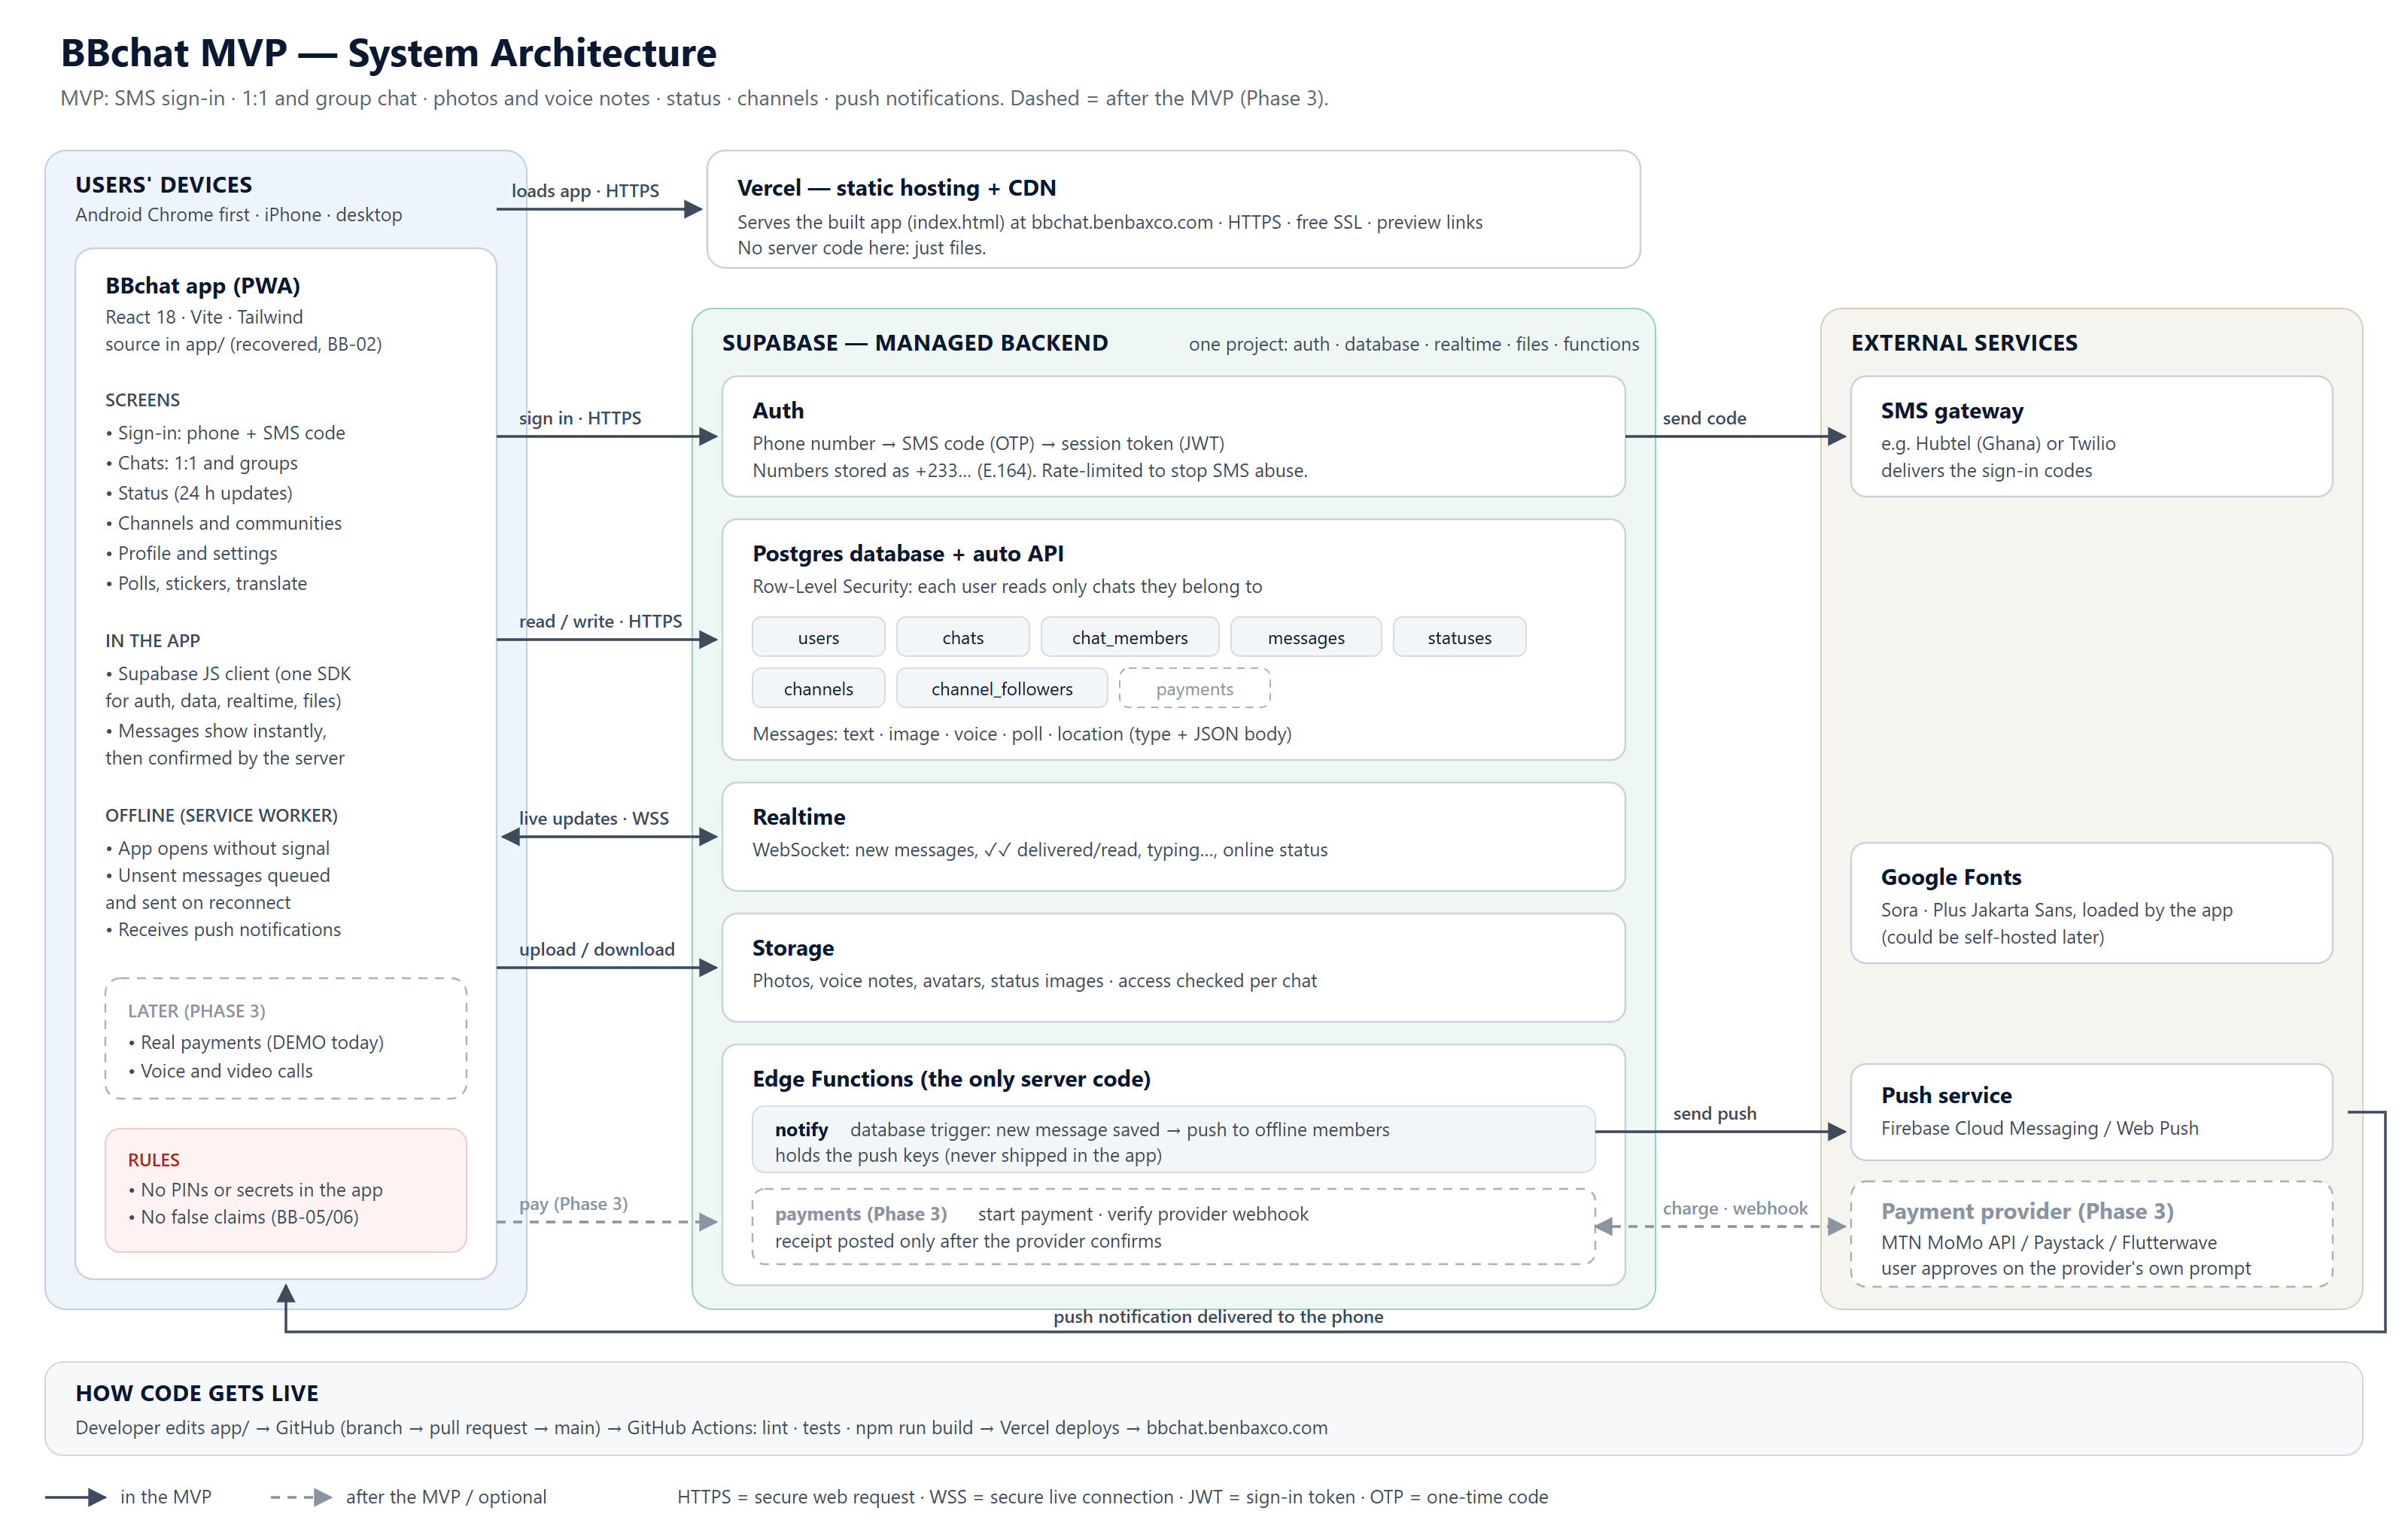 BBchat MVP — System Architecture
MVP: SMS sign-in · 1:1 and group chat · photos and voice notes · status · channels · push notifications. Dashed = after the MVP (Phase 3).
USERS' DEVICES
Android Chrome first · iPhone · desktop
BBchat app (PWA)
React 18 · Vite · Tailwind
source in app/ (recovered, BB-02)
SCREENS
• Sign-in: phone + SMS code
• Chats: 1:1 and groups
• Status (24 h updates)
• Channels and communities
• Profile and settings
• Polls, stickers, translate
IN THE APP
• Supabase JS client (one SDK
for auth, data, realtime, files)
• Messages show instantly,
then confirmed by the server
OFFLINE (SERVICE WORKER)
• App opens without signal
• Unsent messages queued
and sent on reconnect
• Receives push notifications
LATER (PHASE 3)
• Real payments (DEMO today)
• Voice and video calls
RULES
• No PINs or secrets in the app
• No false claims (BB-05/06)
loads app · HTTPS
sign in · HTTPS
read / write · HTTPS
live updates · WSS
upload / download
pay (Phase 3)
Vercel — static hosting + CDN
Serves the built app (index.html) at bbchat.benbaxco.com · HTTPS · free SSL · preview links
No server code here: just files.
SUPABASE — MANAGED BACKEND
one project: auth · database · realtime · files · functions
Auth
Phone number → SMS code (OTP) → session token (JWT)
Numbers stored as +233... (E.164). Rate-limited to stop SMS abuse.
Postgres database + auto API
Row-Level Security: each user reads only chats they belong to
users
chats
chat_members
messages
statuses
channels
channel_followers
payments
Messages: text · image · voice · poll · location (type + JSON body)
Realtime
WebSocket: new messages, ✓✓ delivered/read, typing..., online status
Storage
Photos, voice notes, avatars, status images · access checked per chat
Edge Functions (the only server code)
notify database trigger: new message saved → push to offline members
holds the push keys (never shipped in the app)
payments (Phase 3) start payment · verify provider webhook
receipt posted only after the provider confirms
send code
send push
charge · webhook
EXTERNAL SERVICES
SMS gateway
e.g. Hubtel (Ghana) or Twilio
delivers the sign-in codes
Google Fonts
Sora · Plus Jakarta Sans, loaded by the app
(could be self-hosted later)
Push service
Firebase Cloud Messaging / Web Push
Payment provider (Phase 3)
MTN MoMo API / Paystack / Flutterwave
user approves on the provider's own prompt
push notification delivered to the phone
HOW CODE GETS LIVE
Developer edits app/ → GitHub (branch → pull request → main) → GitHub Actions: lint · tests · npm run build → Vercel deploys → bbchat.benbaxco.com
in the MVP
after the MVP / optional
HTTPS = secure web request · WSS = secure live connection · JWT = sign-in token · OTP = one-time code